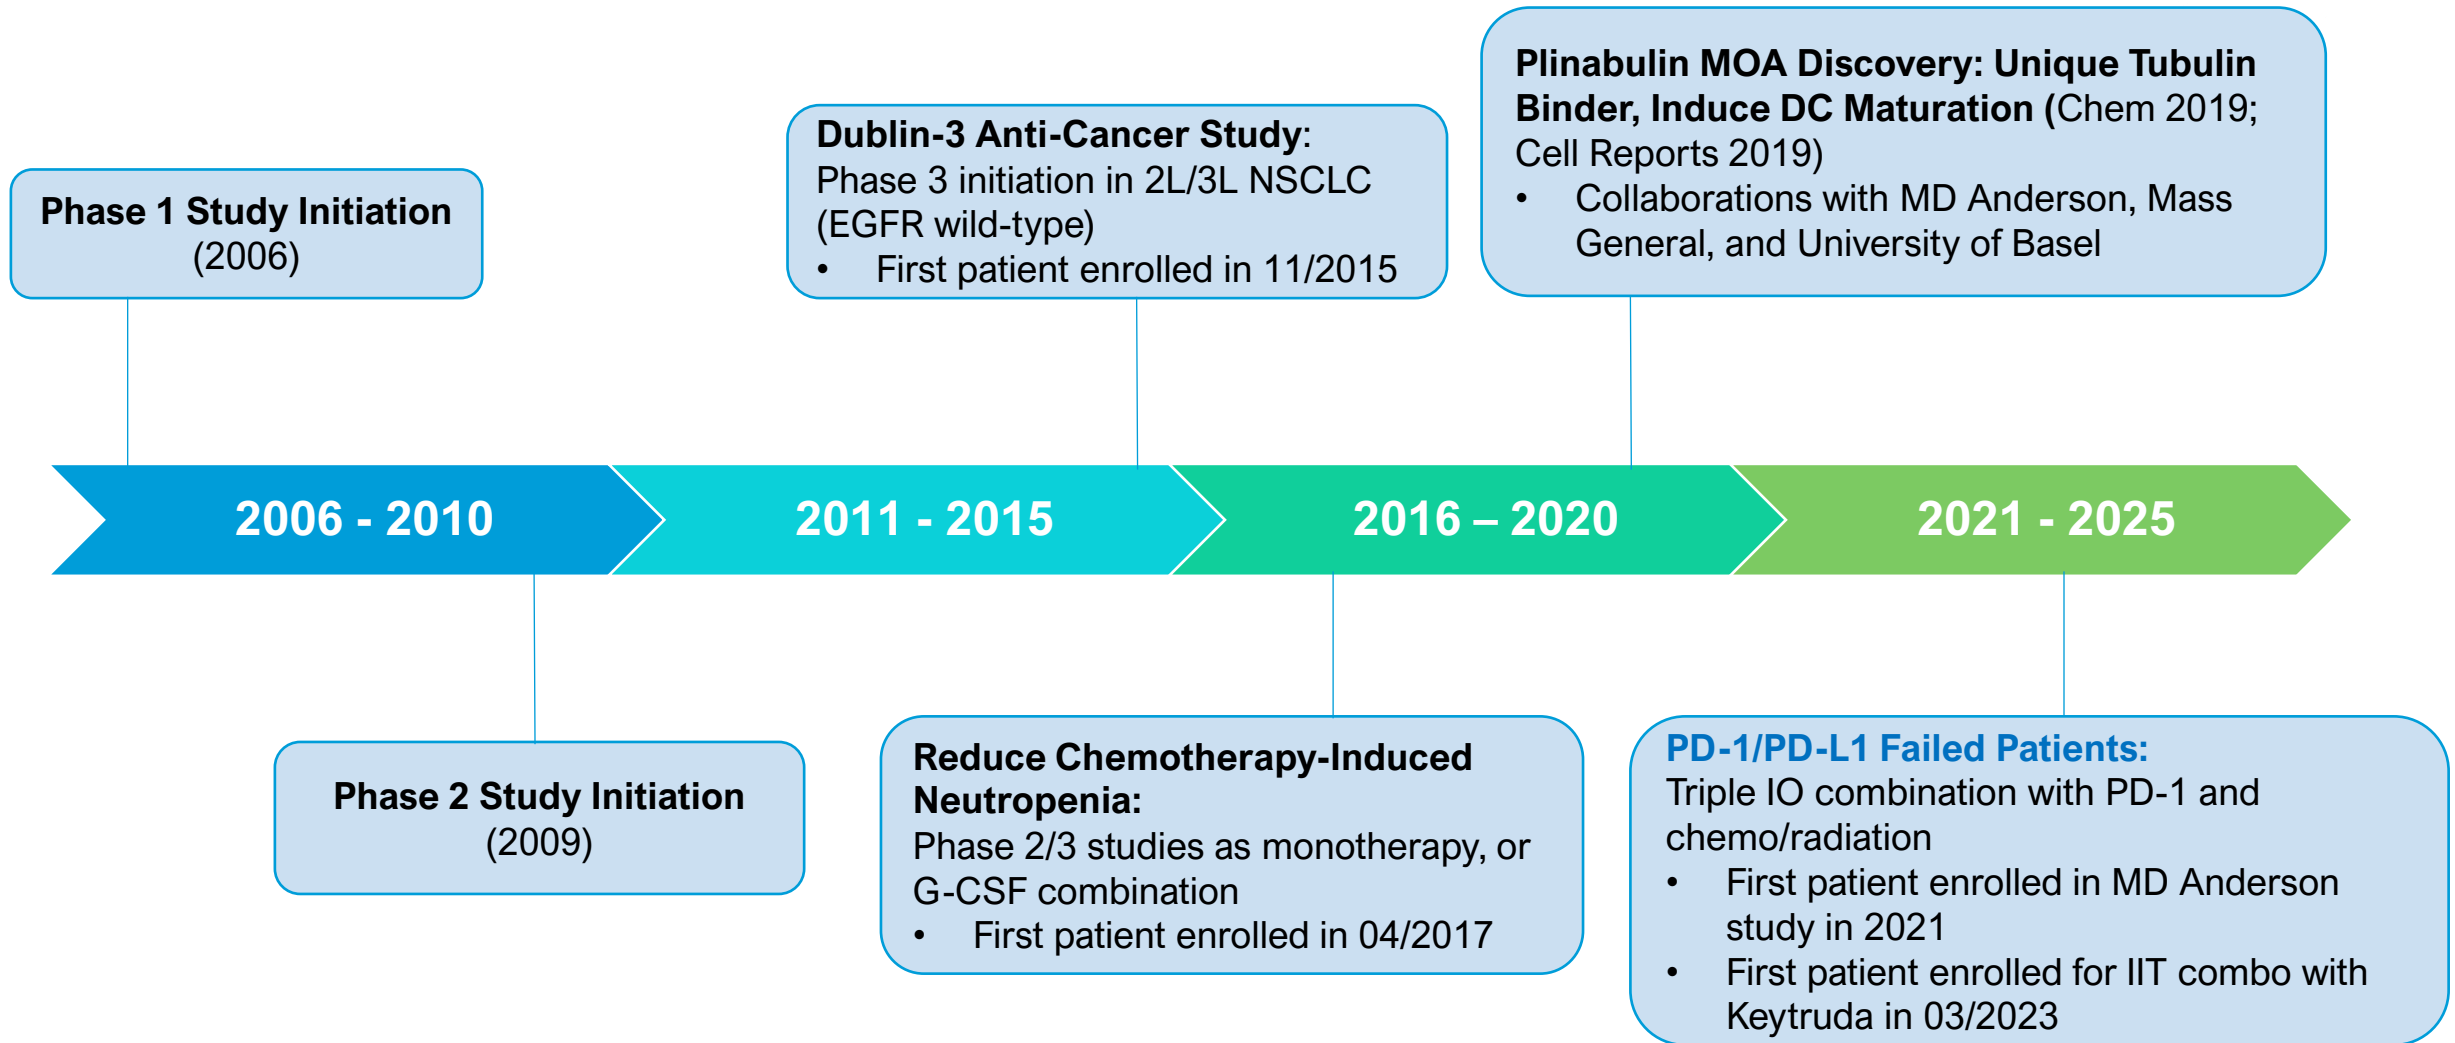 Phase 1 Study Initiation
(2006)
Dublin-3 Anti-Cancer Study:
Phase 3 initiation in 2L/3L NSCLC
(EGFR wild-type)
• First patient enrolled in 11/2015
Plinabulin MOA Discovery: Unique Tubulin
Binder, Induce DC Maturation (Chem 2019;
Cell Reports 2019)
• Collaborations with MD Anderson, Mass
General, and University of Basel
2006 - 2010
2011 - 2015
2016 – 2020
2021 - 2025
Phase 2 Study Initiation
(2009)
Reduce Chemotherapy-Induced
Neutropenia:
Phase 2/3 studies as monotherapy, or
G-CSF combination
• First patient enrolled in 04/2017
PD-1/PD-L1 Failed Patients:
Triple IO combination with PD-1 and
chemo/radiation
• First patient enrolled in MD Anderson
study in 2021
• First patient enrolled for IIT combo with
Keytruda in 03/2023